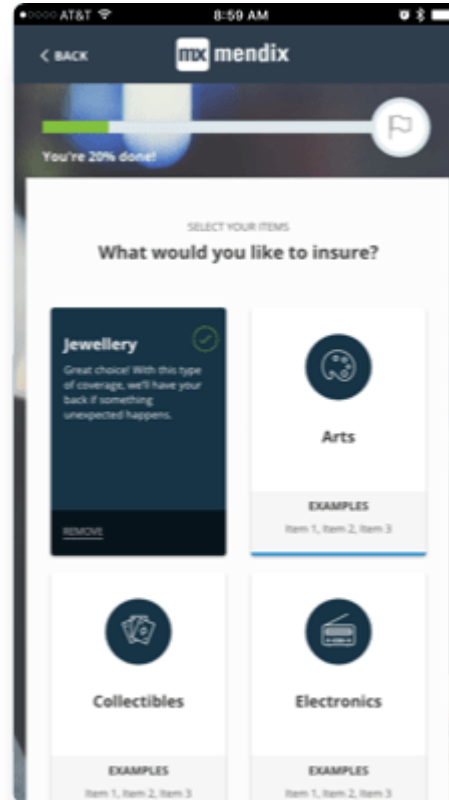 AT&T 8:59 AM
BACK
mx mendix
You're 20% done!
SELECT YOUR ITEMS
What would you like to insure?
Jewellery
Great choice! With this type
of coverage, we'll have your
back if something
unexpected happens.
REMOVE
Arts
EXAMPLES
Item 1, Item 2, Item 3
Collectibles
EXAMPLES
Item 1, Item 2, Item 3
Electronics
EXAMPLES
Item 1, Item 2, Item 3